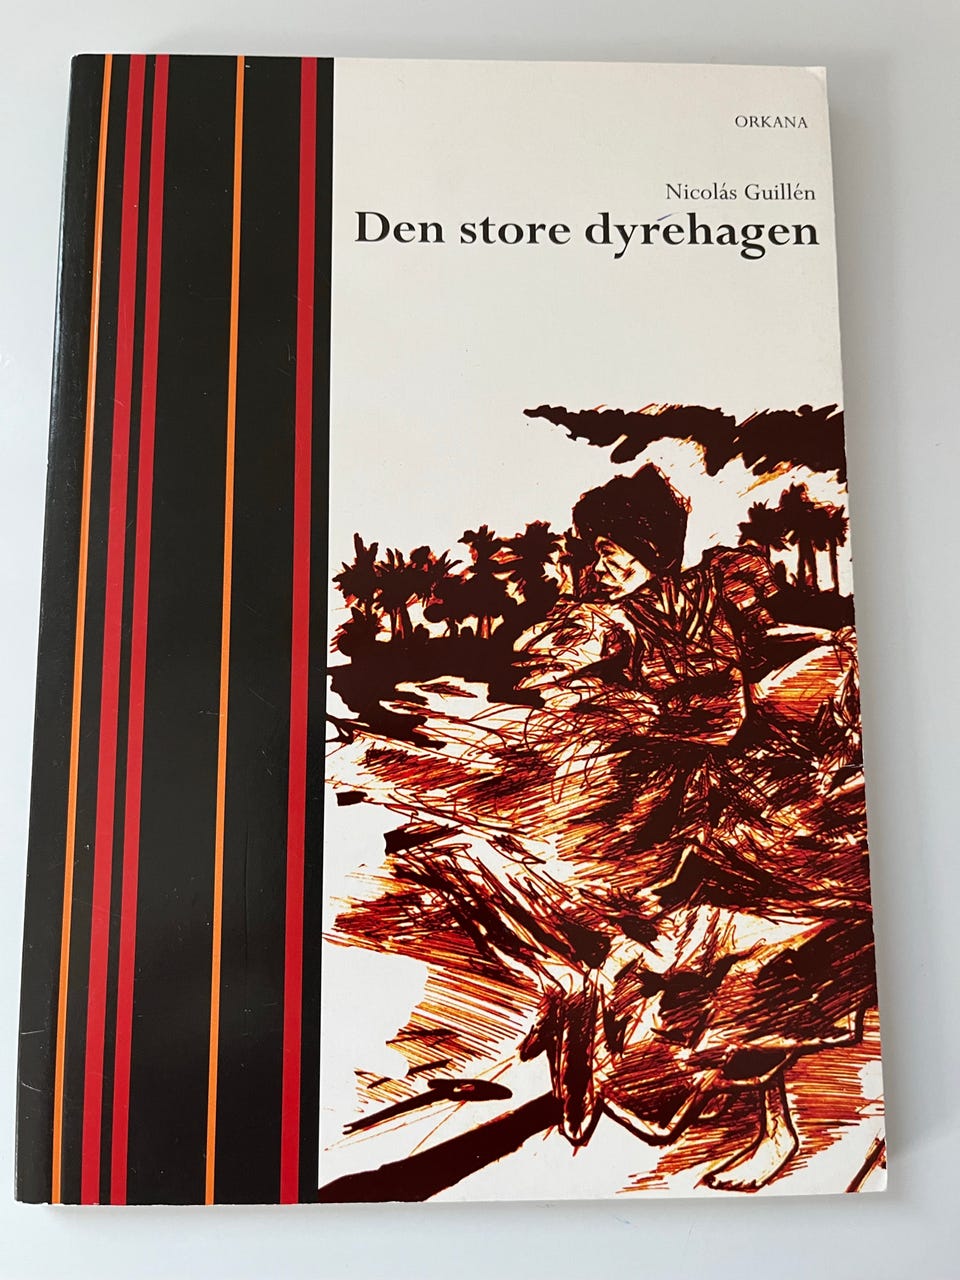 ORKANA
Nicolás Guillén
Den store dyrehagen